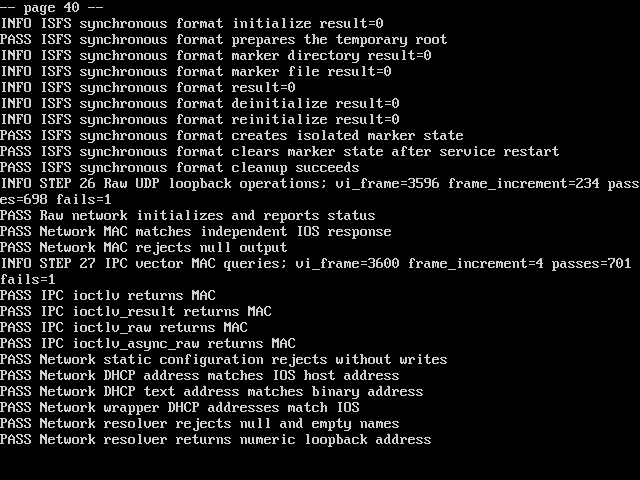 -- page 40 --
INFO ISFS synchronous format initialize result=0
PASS ISFS synchronous format prepares the temporary root
INFO ISFS synchronous format marker directory result=0
INFO ISFS synchronous format marker file result=0
INFO ISFS synchronous format result=0
INFO ISFS synchronous format deinitialize result=0
INFO ISFS synchronous format reinitialize result=0
PASS ISFS synchronous format creates isolated marker state
PASS ISFS synchronous format clears marker state after service restart
PASS ISFS synchronous format cleanup succeeds
INFO STEP 26 Raw UDP loopback operations; vi_frame=3596 frame_increment=234 pass
es=698 fails=1
PASS Raw network initializes and reports status
PASS Network MAC matches independent IOS response
PASS Network MAC rejects null output
INFO STEP 27 IPC vector MAC queries; vi_frame=3600 frame_increment=4 passes=701
fails=1
PASS IPC ioctlv returns MAC
PASS IPC ioctlv_result returns MAC
PASS IPC ioctlv_raw returns MAC
PASS IPC ioctlv_async_raw returns MAC
PASS Network static configuration rejects without writes
PASS Network DHCP address matches IOS host address
PASS Network DHCP text address matches binary address
PASS Network wrapper DHCP addresses match IOS
PASS Network resolver rejects null and empty names
PASS Network resolver returns numeric loopback address